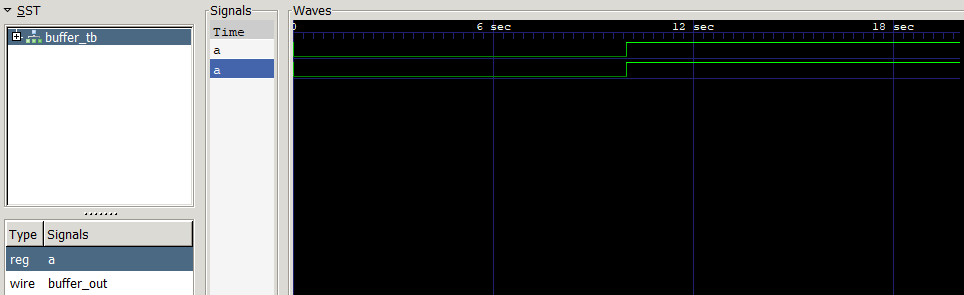 SST
buffer_tb
Type Signals
reg a
wire buffer_out
Signals
Time
a
a
Waves
0 6 sec 12 sec 18 sec